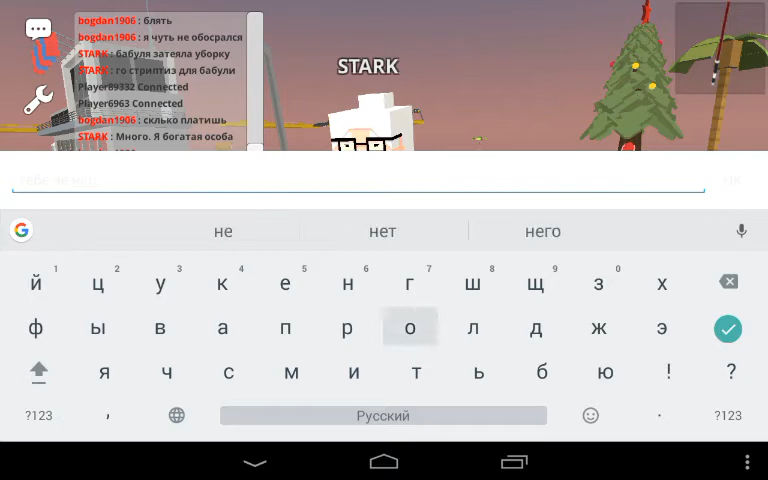 bogdan1906 : блять
bogdan1906 : я чуть не обосрался
STARK : бабуля затеяла уборку
STARK : го стриптиз для бабули
Player89332 Connected
Player6963 Connected
bogdan1906 : склько платишь
STARK : Много. Я богатая особа
STARK
не нет него
й 1 ц 2 у 3 к 4 е 5 н 6 г 7 ш 8 щ 9 з 0 х
ф ы в а п р о л д ж э
я ч с м и т ь б ю ! ?
?123 , Русский . ?123